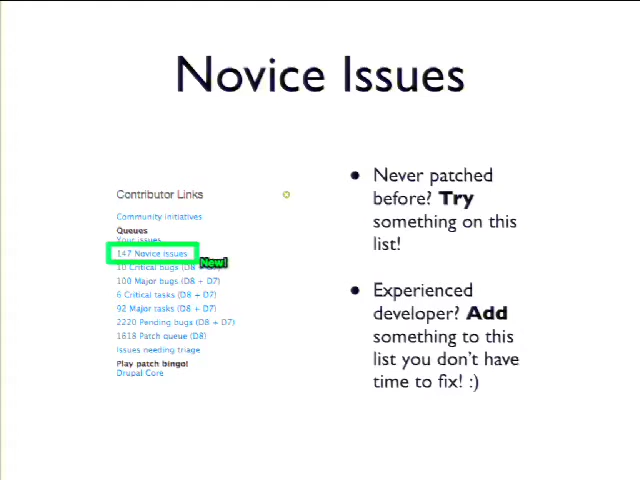 Novice Issues
Contributor Links
Community initiatives
Queues
Your issues
147 Novice issues
New!
10 Critical bugs (D8
100 Major bugs (D7 + D7)
6 Critical tasks (D8 + D7)
92 Major tasks (D8 + D7)
2220 Pending bugs (D8 + D7)
1618 Patch queue (D8)
Issues needing triage
Play patch bingo!
Drupal Core
• Never patched
before? Try
something on this
list!
• Experienced
developer? Add
something to this
list you don't have
time to fix! :)